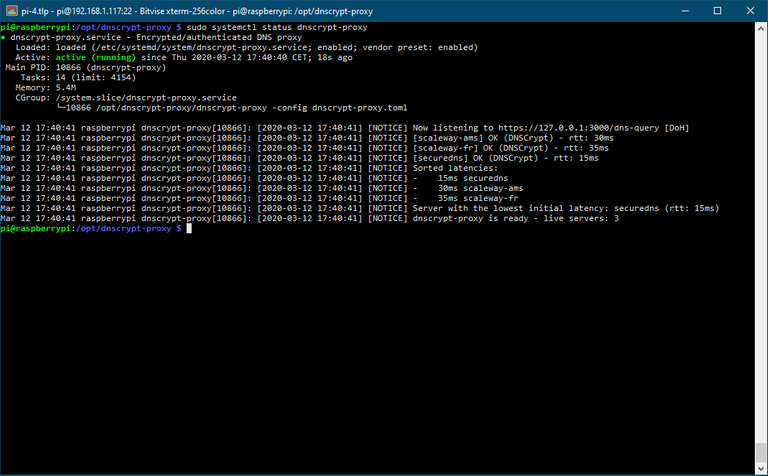 pi-4.tlp - pi@192.168.1.117:22 - Bitvise xterm-256color - pi@raspberrypi: /opt/dnscrypt-proxy
pi@raspberrypi:/opt/dnscrypt-proxy $ sudo systemctl status dnscrypt-proxy
● dnscrypt-proxy.service - Encrypted/authenticated DNS proxy
   Loaded: loaded (/etc/systemd/system/dnscrypt-proxy.service; enabled; vendor preset: enabled)
   Active: active (running) since Thu 2020-03-12 17:40:40 CET; 18s ago
 Main PID: 10866 (dnscrypt-proxy)
    Tasks: 14 (limit: 4154)
   Memory: 5.4M
   CGroup: /system.slice/dnscrypt-proxy.service
           └─10866 /opt/dnscrypt-proxy/dnscrypt-proxy -config dnscrypt-proxy.toml
Mar 12 17:40:41 raspberrypi dnscrypt-proxy[10866]: [2020-03-12 17:40:41] [NOTICE] Now listening to https://127.0.0.1:3000/dns-query [DoH]
Mar 12 17:40:41 raspberrypi dnscrypt-proxy[10866]: [2020-03-12 17:40:41] [NOTICE] [scaleway-ams] OK (DNSCrypt) - rtt: 30ms
Mar 12 17:40:41 raspberrypi dnscrypt-proxy[10866]: [2020-03-12 17:40:41] [NOTICE] [scaleway-fr] OK (DNSCrypt) - rtt: 35ms
Mar 12 17:40:41 raspberrypi dnscrypt-proxy[10866]: [2020-03-12 17:40:41] [NOTICE] [securedns] OK (DNSCrypt) - rtt: 15ms
Mar 12 17:40:41 raspberrypi dnscrypt-proxy[10866]: [2020-03-12 17:40:41] [NOTICE] Sorted latencies:
Mar 12 17:40:41 raspberrypi dnscrypt-proxy[10866]: [2020-03-12 17:40:41] [NOTICE] -    15ms securedns
Mar 12 17:40:41 raspberrypi dnscrypt-proxy[10866]: [2020-03-12 17:40:41] [NOTICE] -    30ms scaleway-ams
Mar 12 17:40:41 raspberrypi dnscrypt-proxy[10866]: [2020-03-12 17:40:41] [NOTICE] -    35ms scaleway-fr
Mar 12 17:40:41 raspberrypi dnscrypt-proxy[10866]: [2020-03-12 17:40:41] [NOTICE] Server with the lowest initial latency: securedns (rtt: 15ms)
Mar 12 17:40:41 raspberrypi dnscrypt-proxy[10866]: [2020-03-12 17:40:41] [NOTICE] dnscrypt-proxy is ready - live servers: 3
pi@raspberrypi:/opt/dnscrypt-proxy $